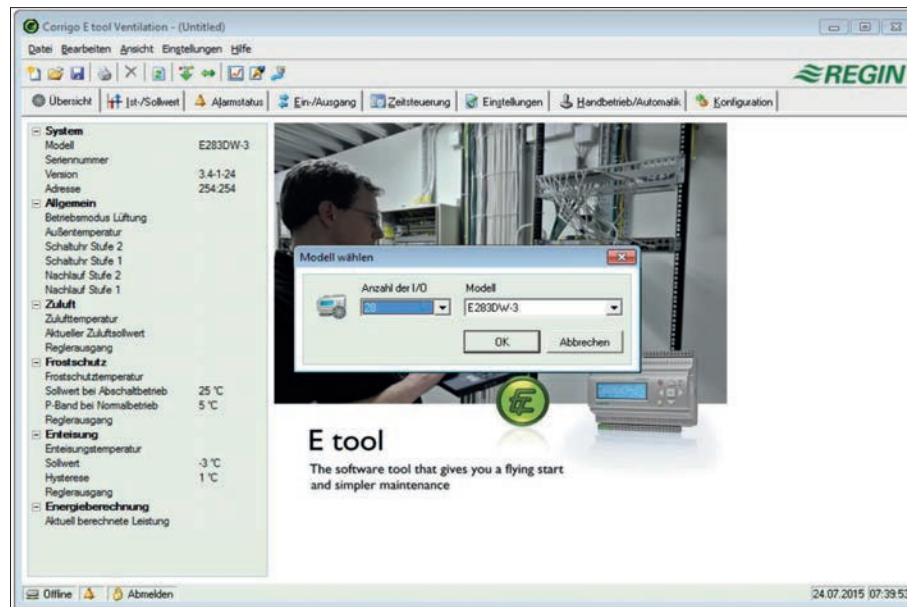 Corrigo E tool Ventilation - (Untitled)
Datei Bearbeiten Ansicht Einstellungen Hilfe
REGIN
Übersicht Ist-/Sollwert Alarmstatus Ein-/Ausgang Zeitsteuerung Einstellungen Handbetrieb/Automatik Konfiguration
System
Modell E283DW-3
Seriennummer
Version 3.4-1-24
Adresse 254:254
Allgemein
Betriebsmodus Lüftung
Außentemperatur
Schaltuhr Stufe 2
Schaltuhr Stufe 1
Nachlauf Stufe 2
Nachlauf Stufe 1
Zuluft
Zulufttemperatur
Aktueller Zuluftsollwert
Reglerausgang
Frostschutz
Frostschutztemperatur
Sollwert bei Abschaltbetrieb 25 °C
P-Band bei Normalbetrieb 5 °C
Reglerausgang
Enteisung
Enteisungstemperatur
Sollwert -3 °C
Hysterese 1 °C
Reglerausgang
Energieberechnung
Aktuell berechnete Leistung
Modell wählen
Anzahl der I/O Modell
28 E283DW-3
OK Abbrechen
E tool
The software tool that gives you a flying start
and simpler maintenance
Offline Abmelden 24.07.2015 07:39:53